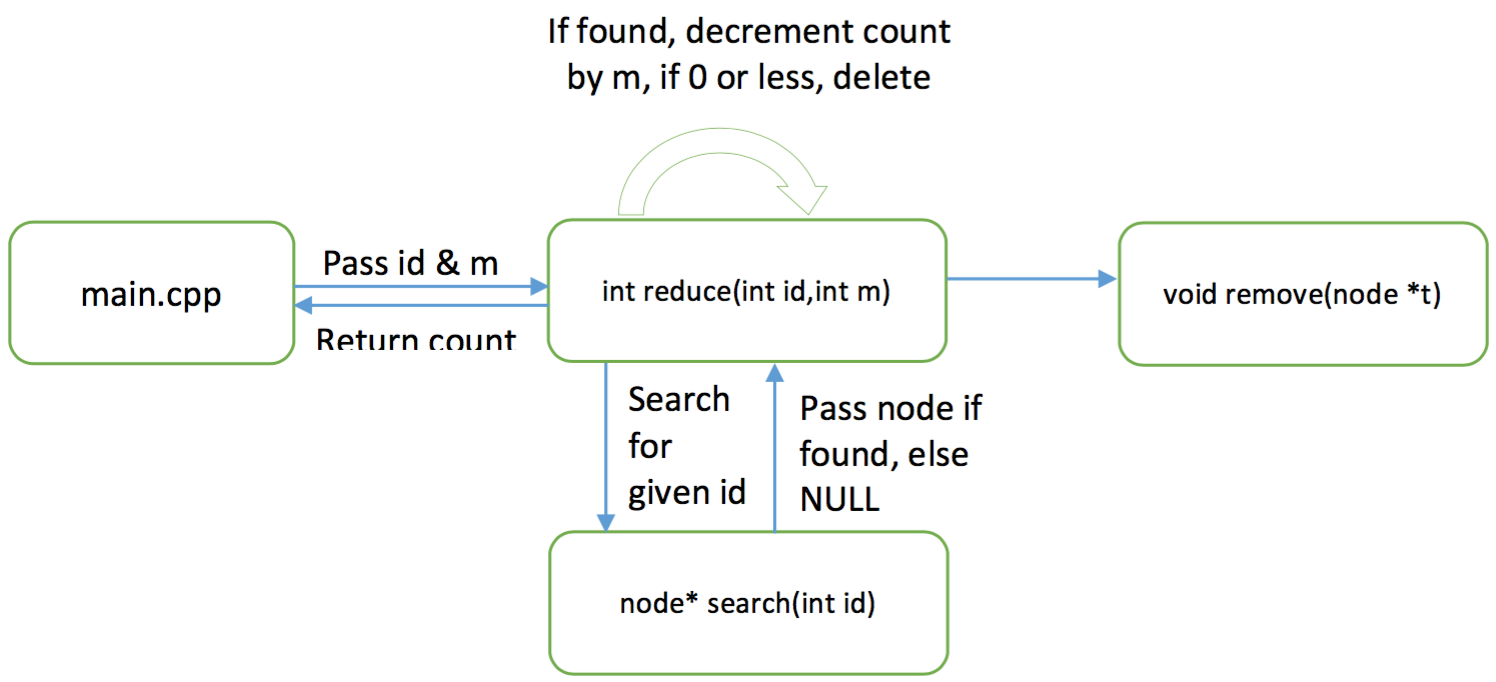 If found, decrement count
by m, if 0 or less, delete
main.cpp
Pass id & m
Return count
int reduce(int id,int m)
void remove(node *t)
Search
for
given id
Pass node if
found, else
NULL
node* search(int id)